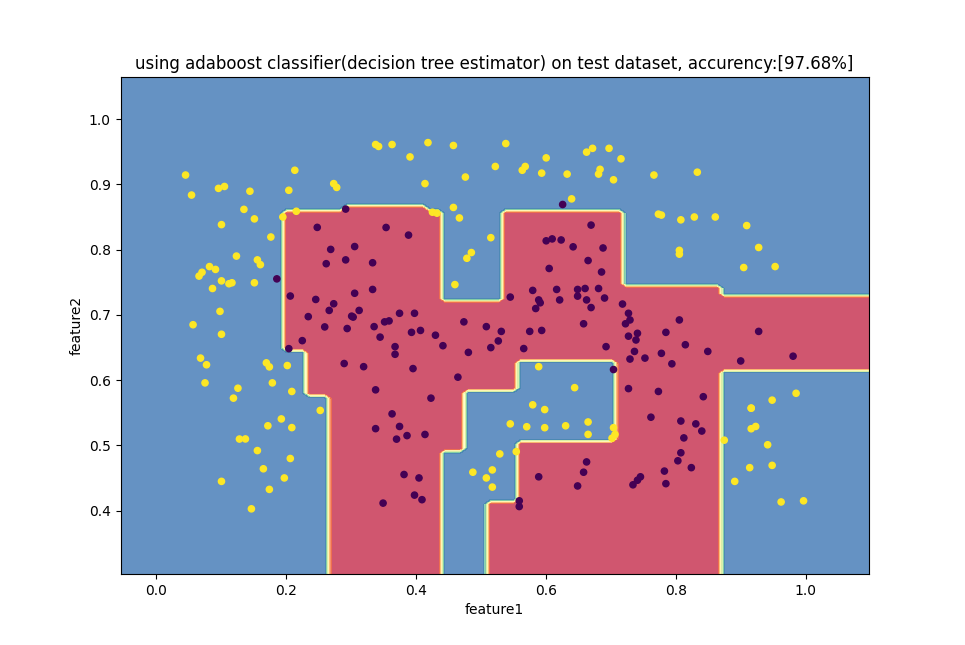 using adaboost classifier(decision tree estimator) on test dataset, accurency:[97.68%]
1.0
0.9
0.8
0.7
0.6
0.5
0.4
feature2
0.0 0.2 0.4 0.6 0.8 1.0
feature1